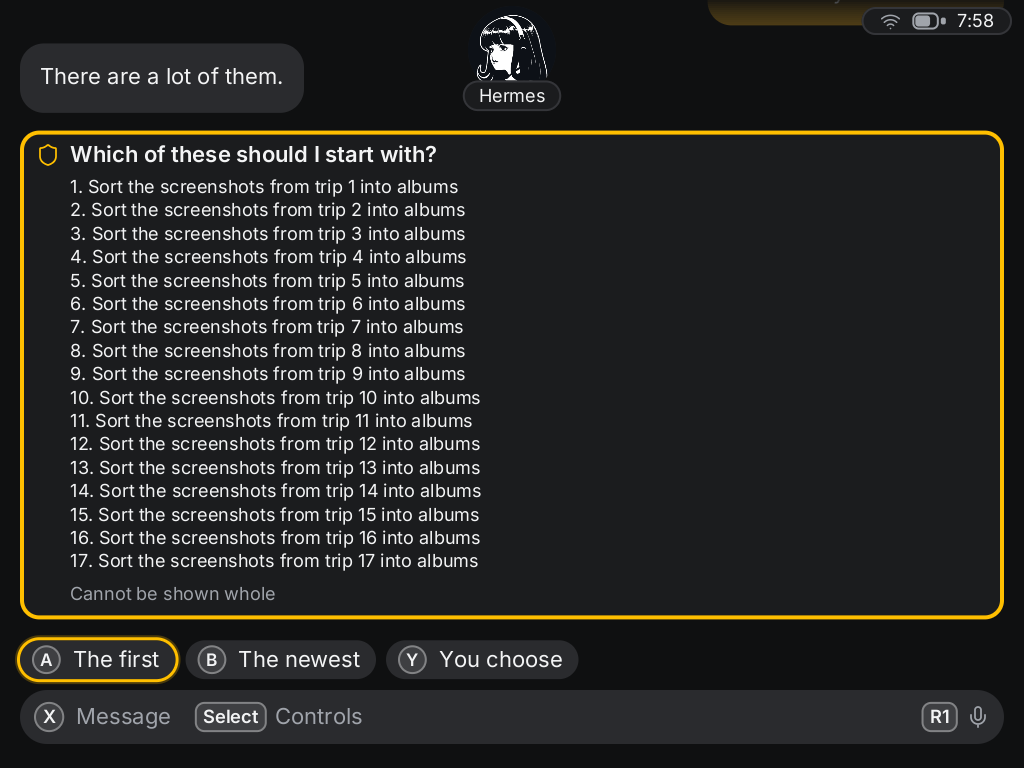 7:58
There are a lot of them.
Hermes
Which of these should I start with?
1. Sort the screenshots from trip 1 into albums
2. Sort the screenshots from trip 2 into albums
3. Sort the screenshots from trip 3 into albums
4. Sort the screenshots from trip 4 into albums
5. Sort the screenshots from trip 5 into albums
6. Sort the screenshots from trip 6 into albums
7. Sort the screenshots from trip 7 into albums
8. Sort the screenshots from trip 8 into albums
9. Sort the screenshots from trip 9 into albums
10. Sort the screenshots from trip 10 into albums
11. Sort the screenshots from trip 11 into albums
12. Sort the screenshots from trip 12 into albums
13. Sort the screenshots from trip 13 into albums
14. Sort the screenshots from trip 14 into albums
15. Sort the screenshots from trip 15 into albums
16. Sort the screenshots from trip 16 into albums
17. Sort the screenshots from trip 17 into albums
Cannot be shown whole
A The first B The newest Y You choose
X Message Select Controls R1